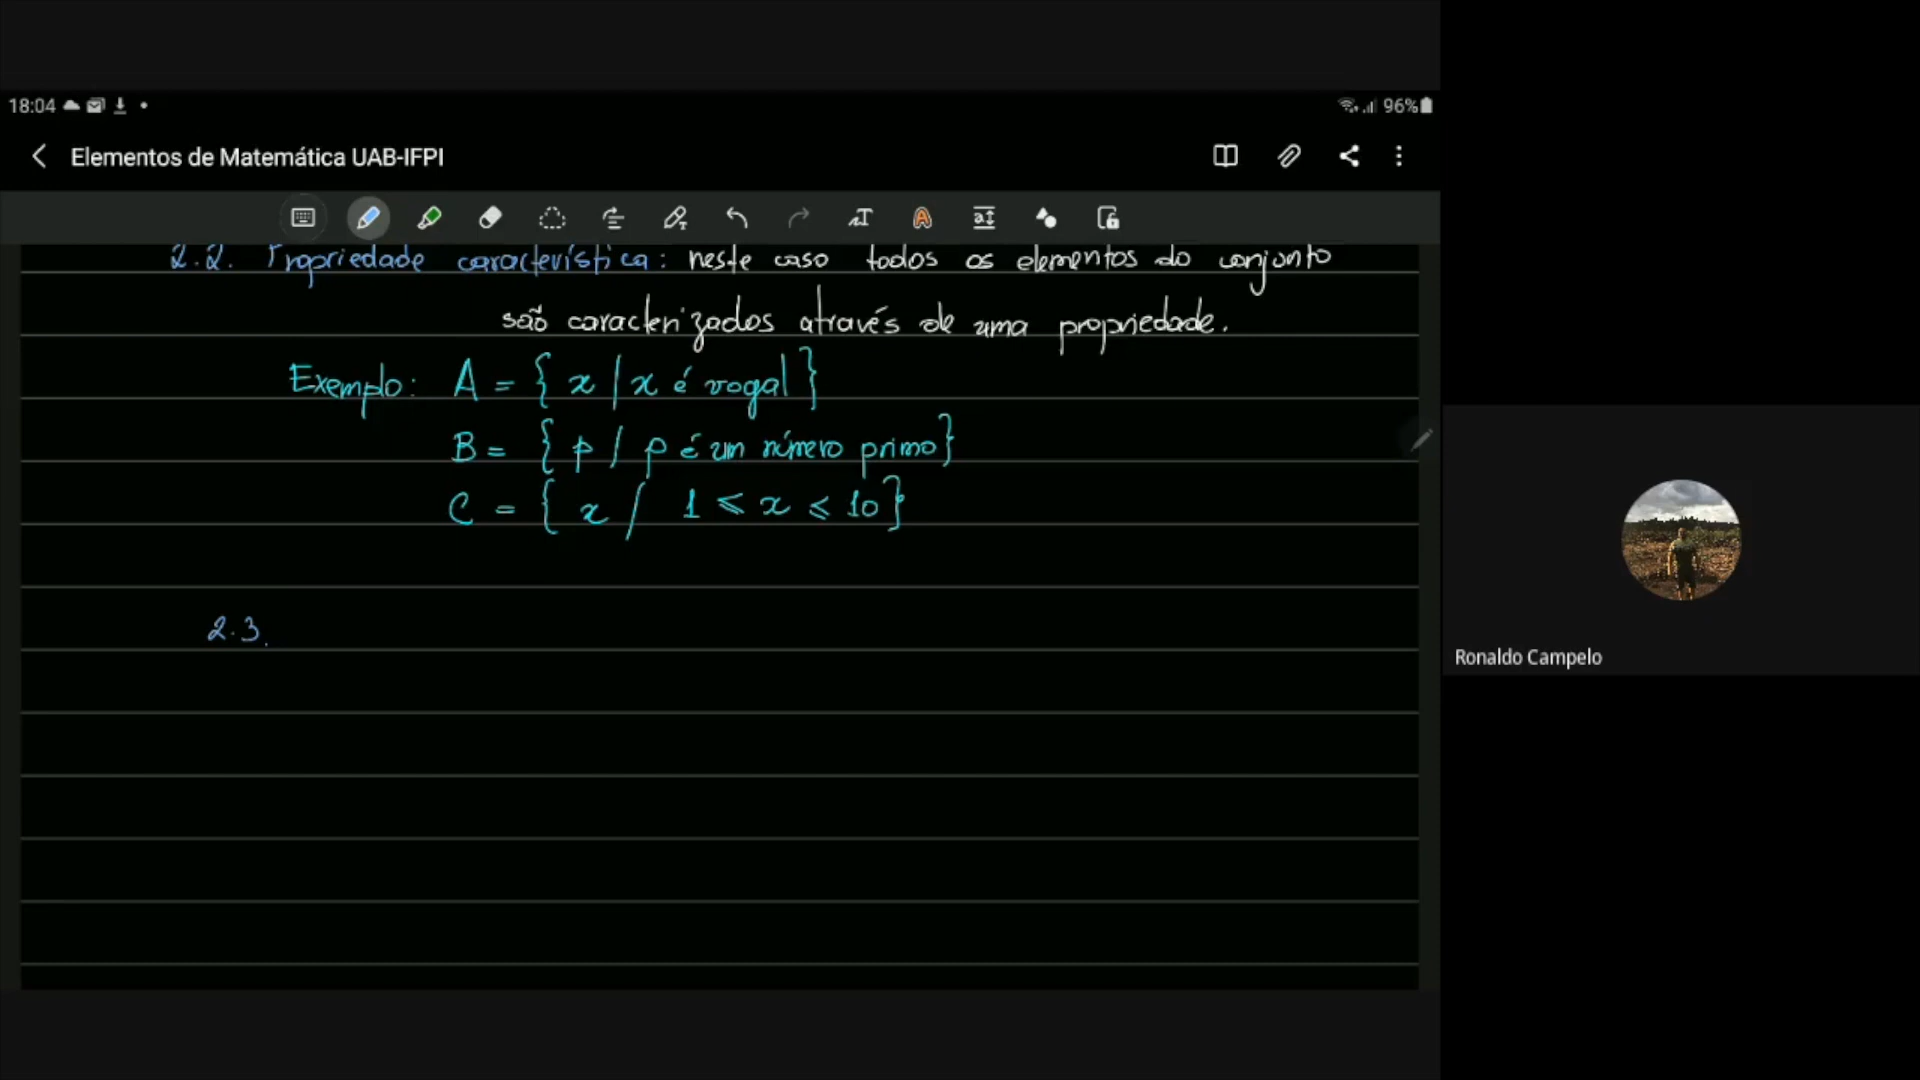 18:04
96%
Elementos de Matemática UAB-IFPI
2.2. Propriedade característica: neste caso todos os elementos do conjunto
são caracterizados através de uma propriedade.
Exemplo: A = { x / x é vogal }
B = { p / p é um número primo }
C = { x / 1 ≤ x ≤ 10 }
2.3.
Ronaldo Campelo